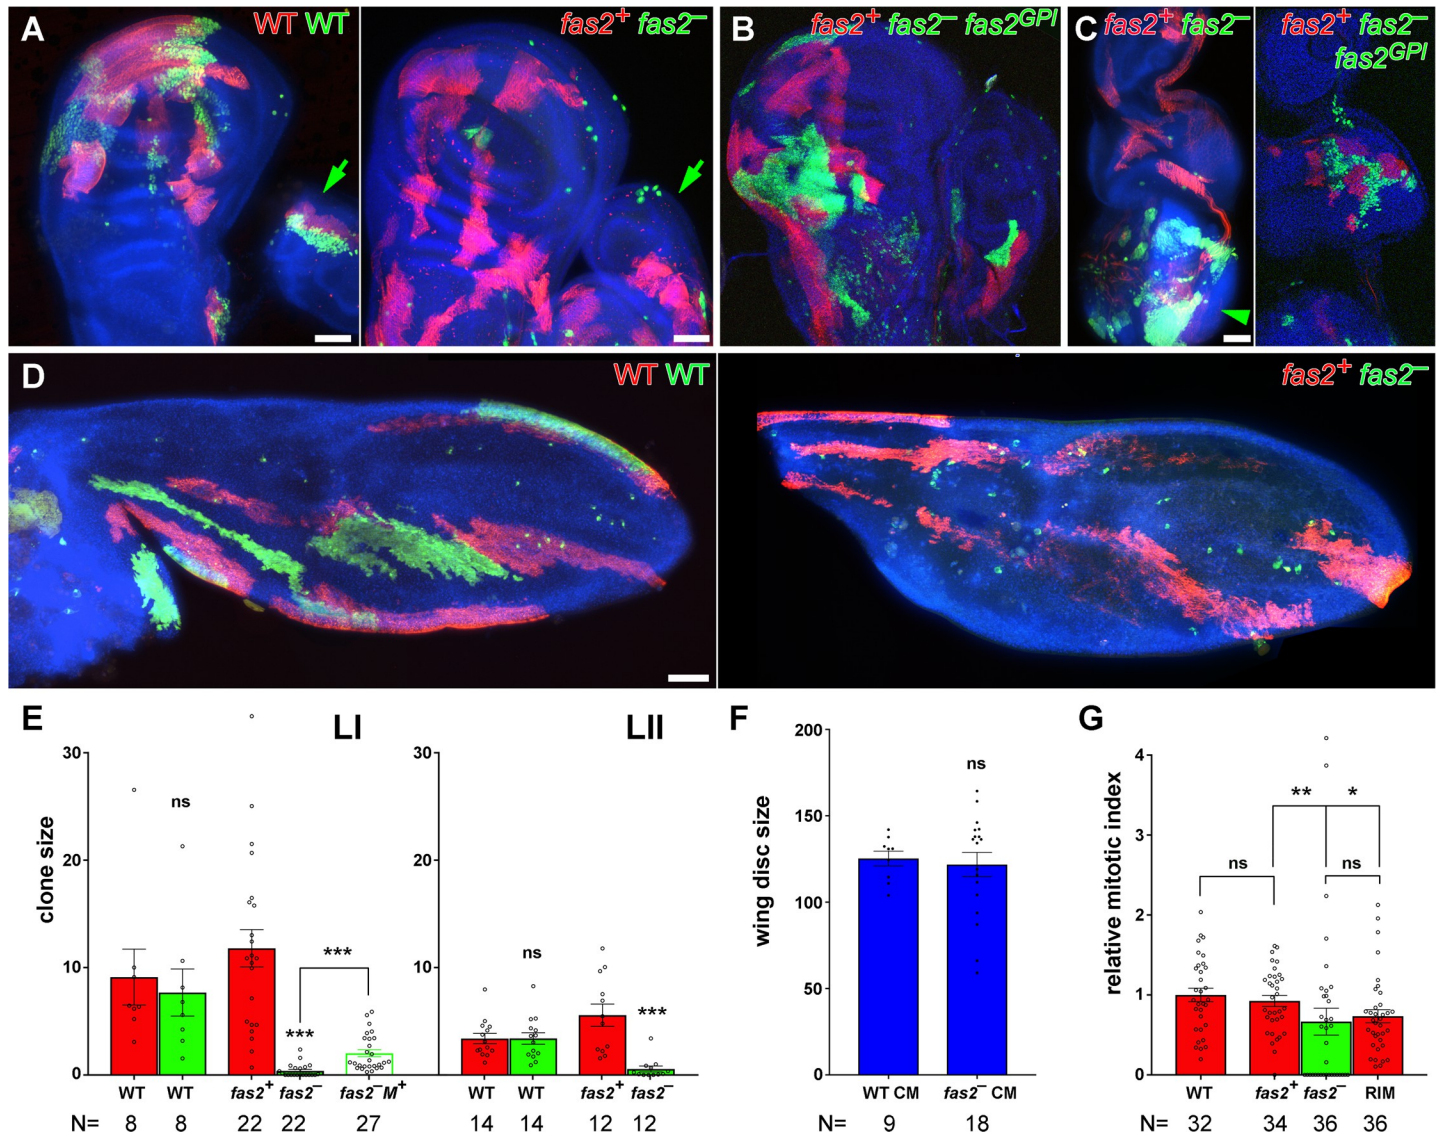 A WT WT fas2+ fas2–
B fas2+ fas2– fas2GPI
C fas2+ fas2– fas2+ fas2–
fas2GPI
D WT WT fas2+ fas2–
E LI LII
clone size
30 30
20 20
10 10
0 0
ns *** *** ns ***
WT WT fas2+ fas2– fas2–M+ WT WT fas2+ fas2–
N= 8 8 22 22 27 14 14 12 12
F
wing disc size
200
150
100
50
0
ns
WT CM fas2– CM
9 18
G
relative mitotic index
4
3
2
1
0
** *
ns ns
WT fas2+ fas2– RIM
32 34 36 36